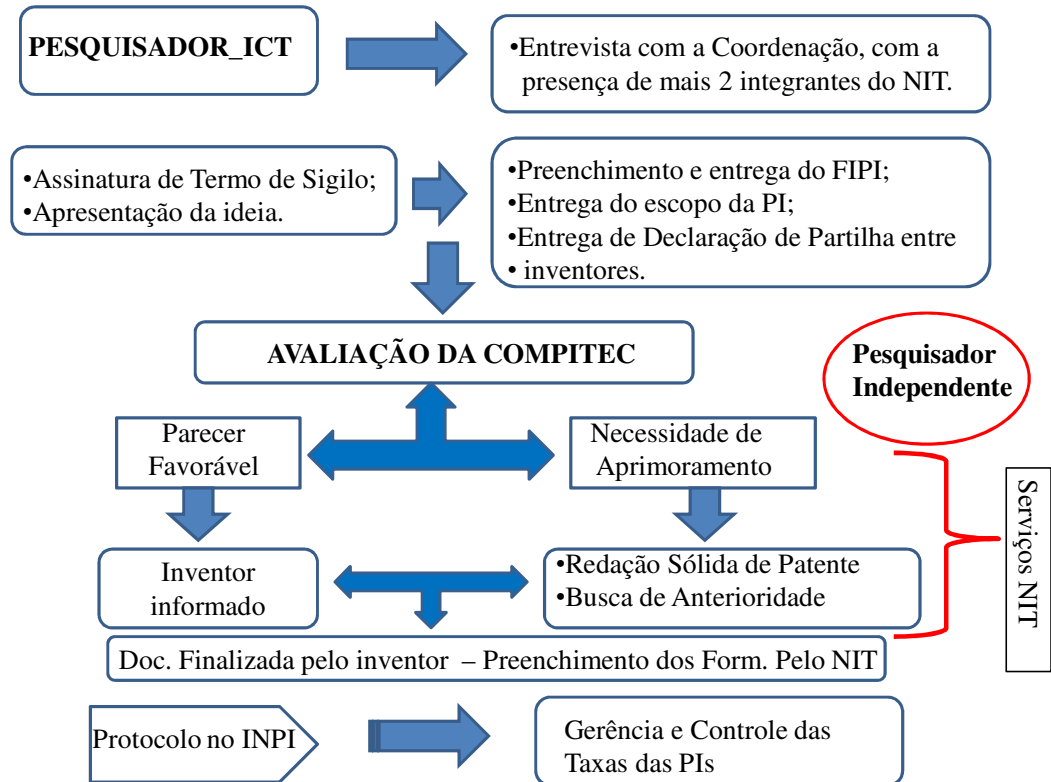 PESQUISADOR_ICT
•Entrevista com a Coordenação, com a
presença de mais 2 integrantes do NIT.
•Assinatura de Termo de Sigilo;
•Apresentação da ideia.
•Preenchimento e entrega do FIPI;
•Entrega do escopo da PI;
•Entrega de Declaração de Partilha entre
• inventores.
AVALIAÇÃO DA COMPITEC
Pesquisador
Independente
Parecer
Favorável
Necessidade de
Aprimoramento
Serviços NIT
Inventor
informado
•Redação Sólida de Patente
•Busca de Anterioridade
Doc. Finalizada pelo inventor – Preenchimento dos Form. Pelo NIT
Protocolo no INPI
Gerência e Controle das
Taxas das PIs